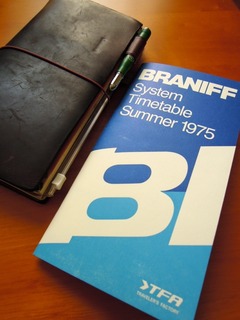 BRANIFF
System
Timetable
Summer 1975
BI
TFA
TRAVELER'S FACTORY